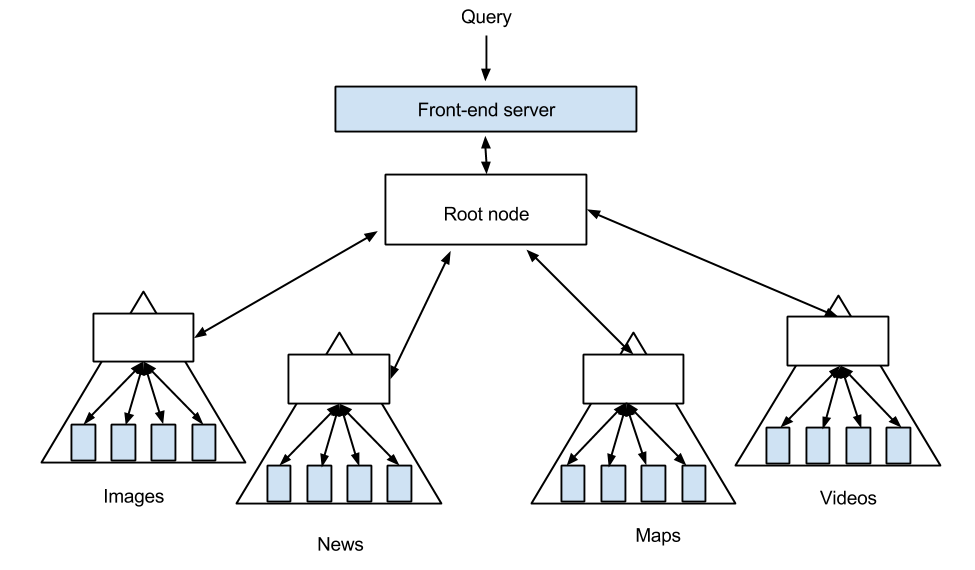 Query
Front-end server
Root node
Images
News
Maps
Videos